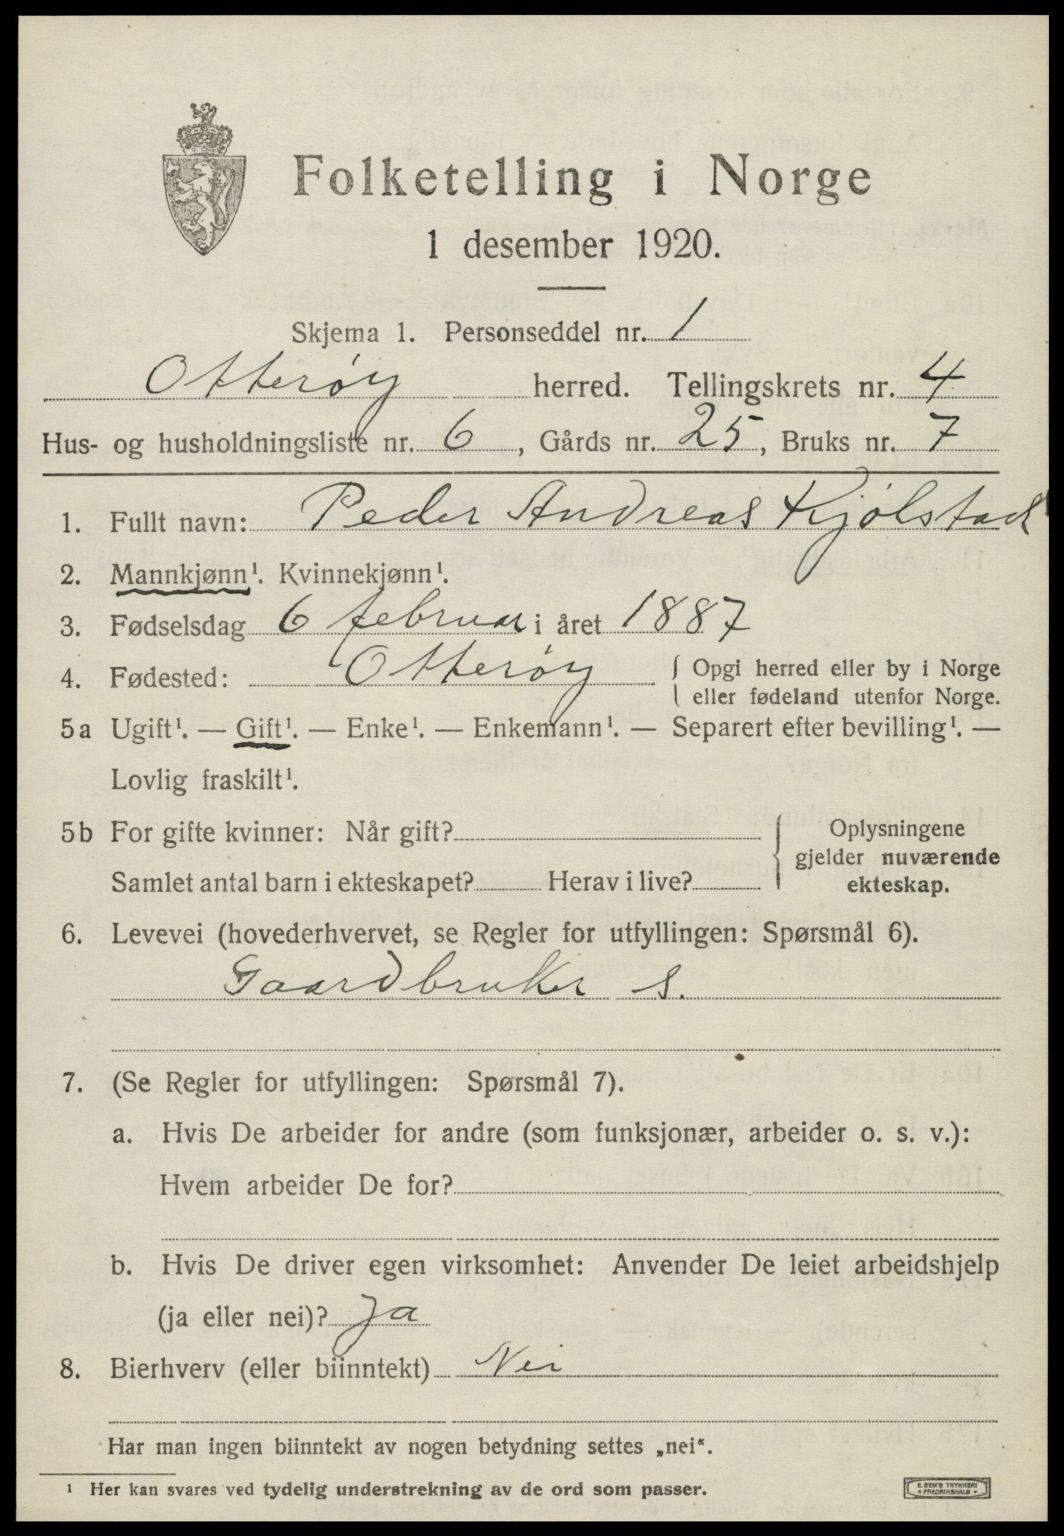 Folketelling i Norge
1 desember 1920.
Skjema 1. Personseddel nr. 1
Otterøy herred. Tellingskrets nr. 4
Hus- og husholdningsliste nr. 6, Gårds nr. 25, Bruks nr. 7
1. Fullt navn: Peder Andreas Kjølstad
2. Mannkjønn¹. Kvinnekjønn¹.
3. Fødselsdag 6 februar i året 1887
4. Fødested: Otterøy { Opgi herred eller by i Norge
eller fødeland utenfor Norge.
5a Ugift¹. — Gift¹. — Enke¹. — Enkemann¹. — Separert efter bevilling¹. —
Lovlig fraskilt¹.
5b For gifte kvinner: Når gift? { Oplysningene
gjelder nuværende
Samlet antal barn i ekteskapet? Herav i live? ekteskap.
6. Levevei (hovederhvervet, se Regler for utfyllingen: Spørsmål 6).
Gaardbruker s.
7. (Se Regler for utfyllingen: Spørsmål 7).
a. Hvis De arbeider for andre (som funksjonær, arbeider o. s. v.):
Hvem arbeider De for?
b. Hvis De driver egen virksomhet: Anvender De leiet arbeidshjelp
(ja eller nei)? Ja
8. Bierhverv (eller biinntekt) Nei
Har man ingen biinntekt av nogen betydning settes „nei“.
¹ Her kan svares ved tydelig understrekning av de ord som passer.
E. SEM'S TRYKKERI
* FREDRIKSHALD *